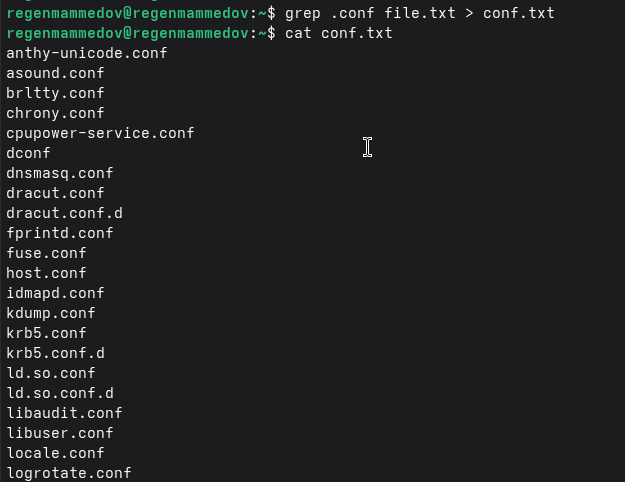 regenmammedov@regenmammedov:~$ grep .conf file.txt > conf.txt
regenmammedov@regenmammedov:~$ cat conf.txt
anthy-unicode.conf
asound.conf
brltty.conf
chrony.conf
cpupower-service.conf
dconf
dnsmasq.conf
dracut.conf
dracut.conf.d
fprintd.conf
fuse.conf
host.conf
idmapd.conf
kdump.conf
krb5.conf
krb5.conf.d
ld.so.conf
ld.so.conf.d
libaudit.conf
libuser.conf
locale.conf
logrotate.conf